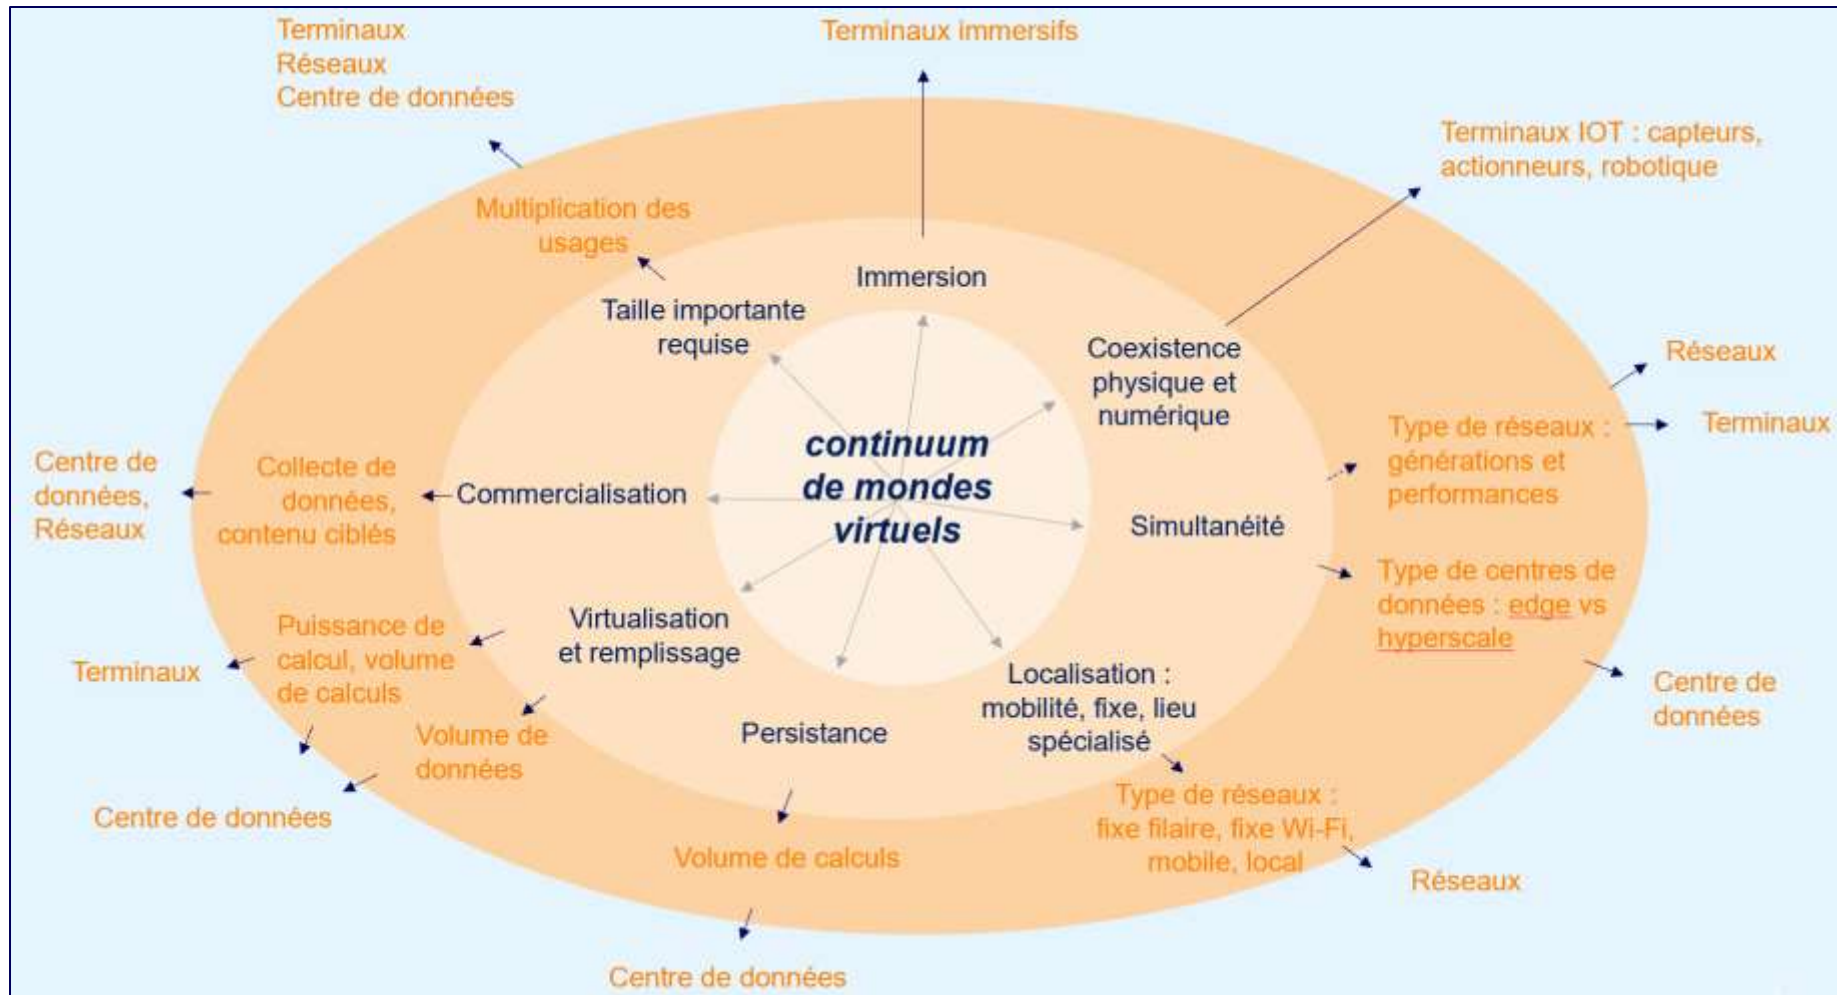 Terminaux
Réseaux
Centre de données
Terminaux immersifs
Terminaux IOT : capteurs,
actionneurs, robotique
Multiplication des
usages
Immersion
Taille importante
requise
Coexistence
physique et
numérique
Réseaux
Terminaux
Type de réseaux :
générations et
performances
continuum
de mondes
virtuels
Centre de
données,
Réseaux
Collecte de
données,
contenu ciblés
Commercialisation
Simultanéité
Type de centres de
données : edge vs
hyperscale
Puissance de
calcul, volume
de calculs
Terminaux
Virtualisation
et remplissage
Localisation :
mobilité, fixe, lieu
spécialisé
Centre de
données
Volume de
données
Persistance
Centre de données
Type de réseaux :
fixe filaire, fixe Wi-Fi,
mobile, local
Volume de calculs
Réseaux
Centre de données